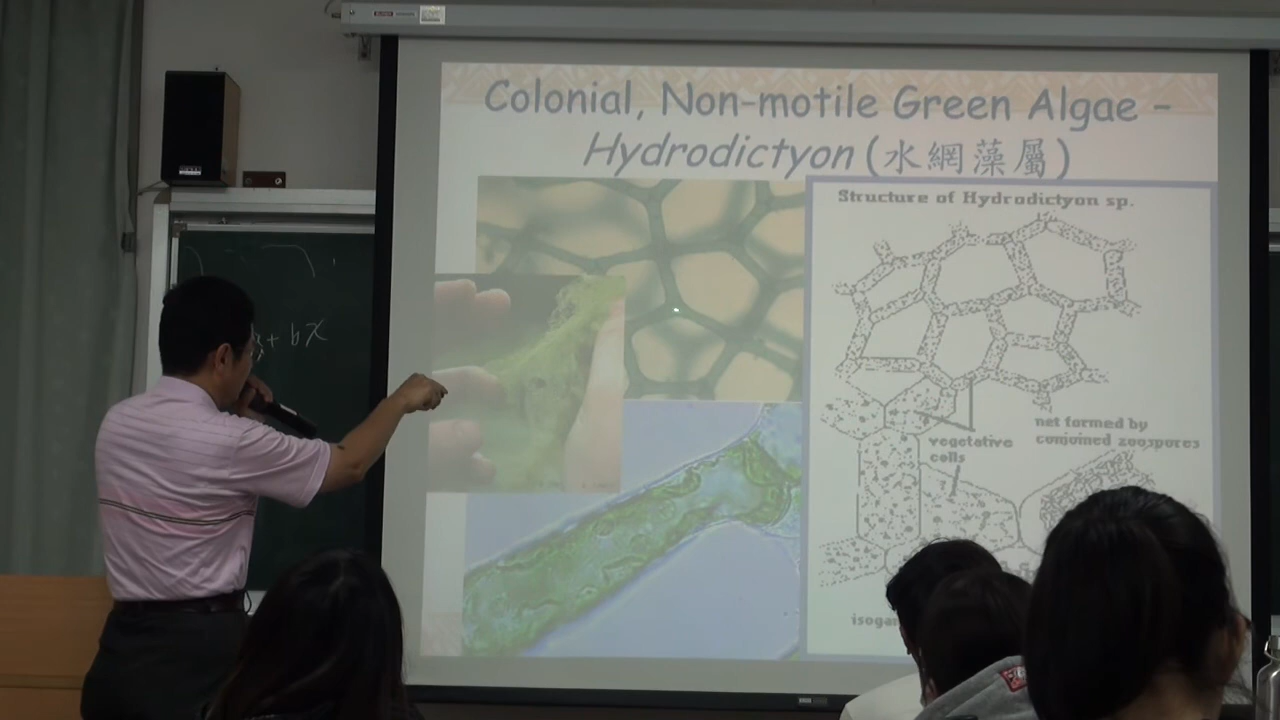 Colonial, Non-motile Green Algae –
Hydrodictyon (水網藻屬)
Structure of Hydrodictyon sp.
net formed by
conjoined zoospores
vegetative
cells
+ bx